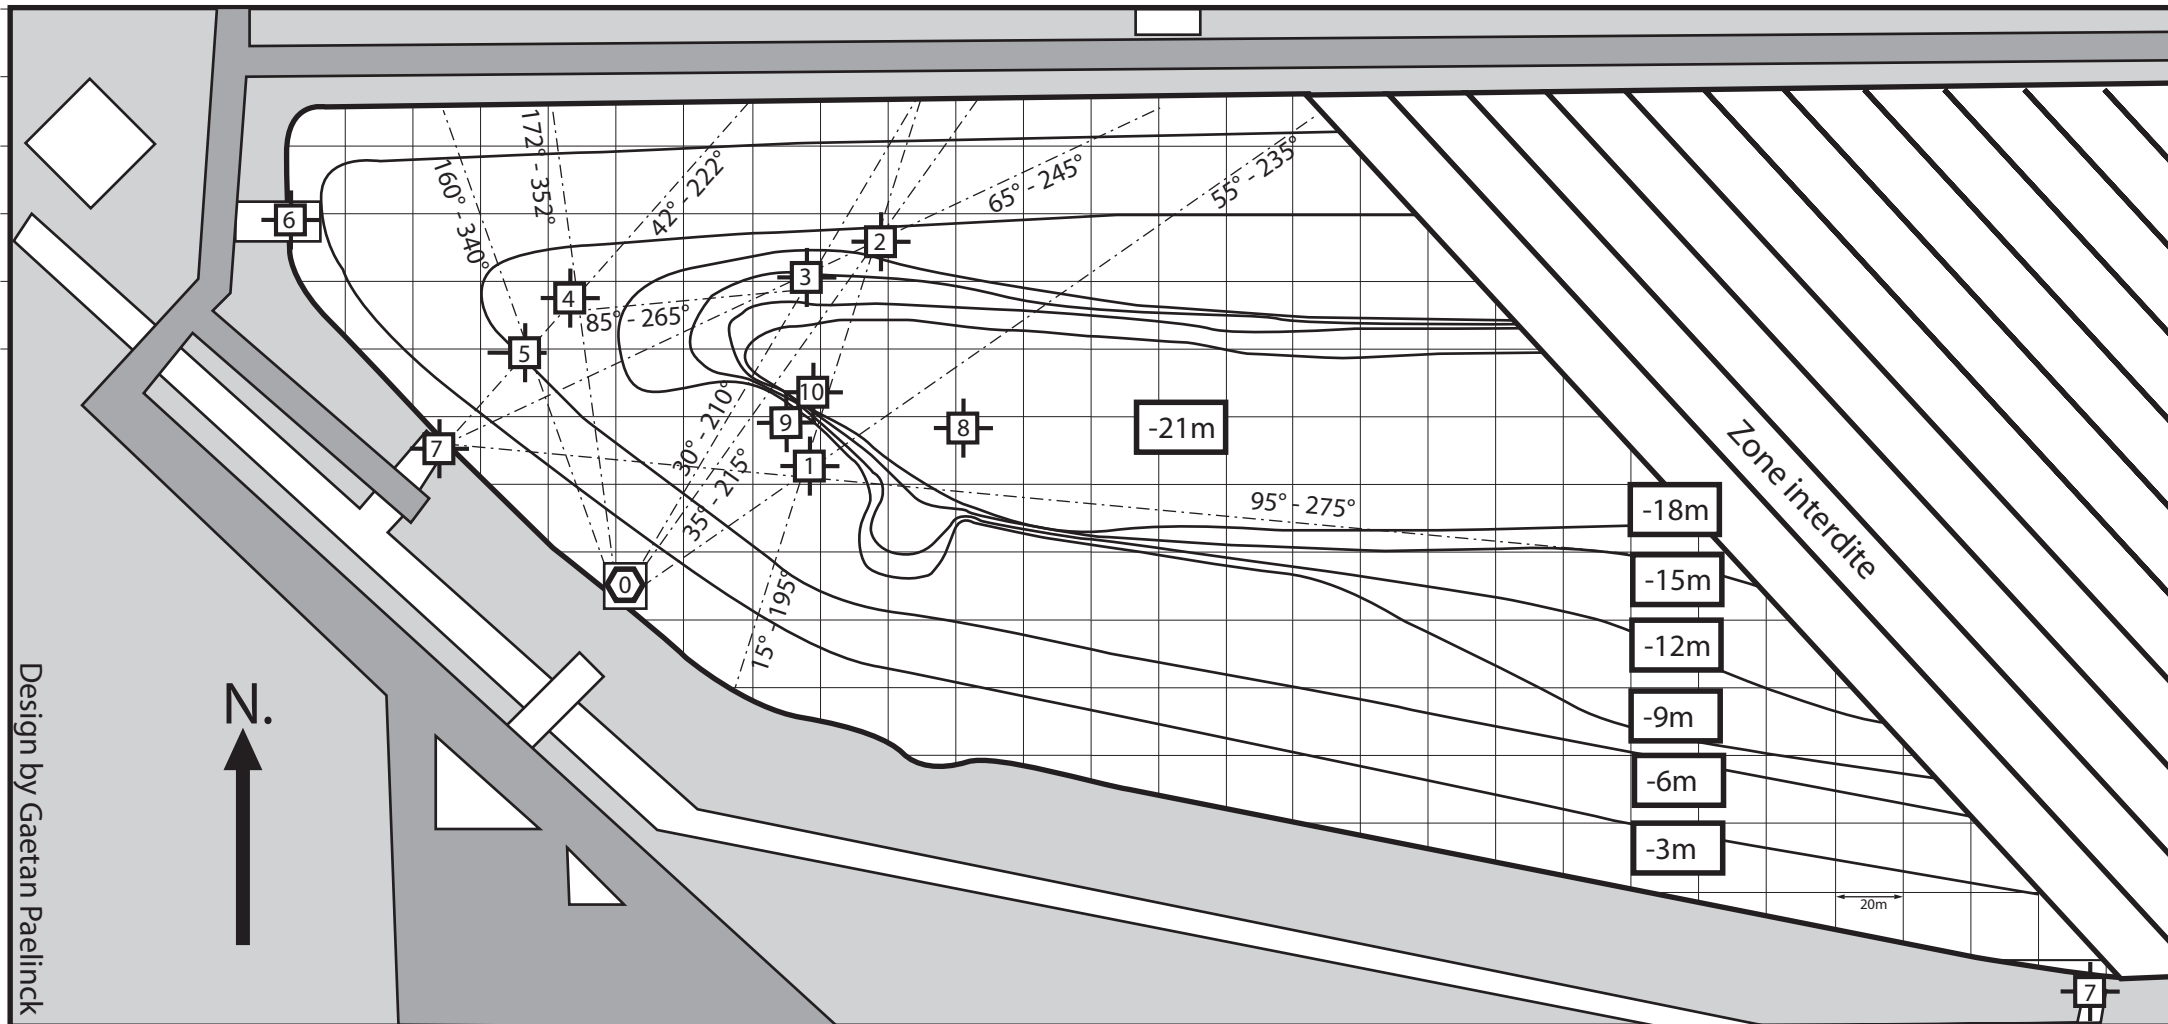 172° - 352°
160° - 340°
42° - 222°
65° - 245°
55° - 235°
6
2
3
4
85° - 265°
5
10
9
8
-21m
7
1
30° - 210°
35° - 215°
95° - 275°
Zone interdite
-18m
-15m
0
15° - 195°
-12m
-9m
-6m
-3m
20m
7
N.
Design by Gaetan Paelinck